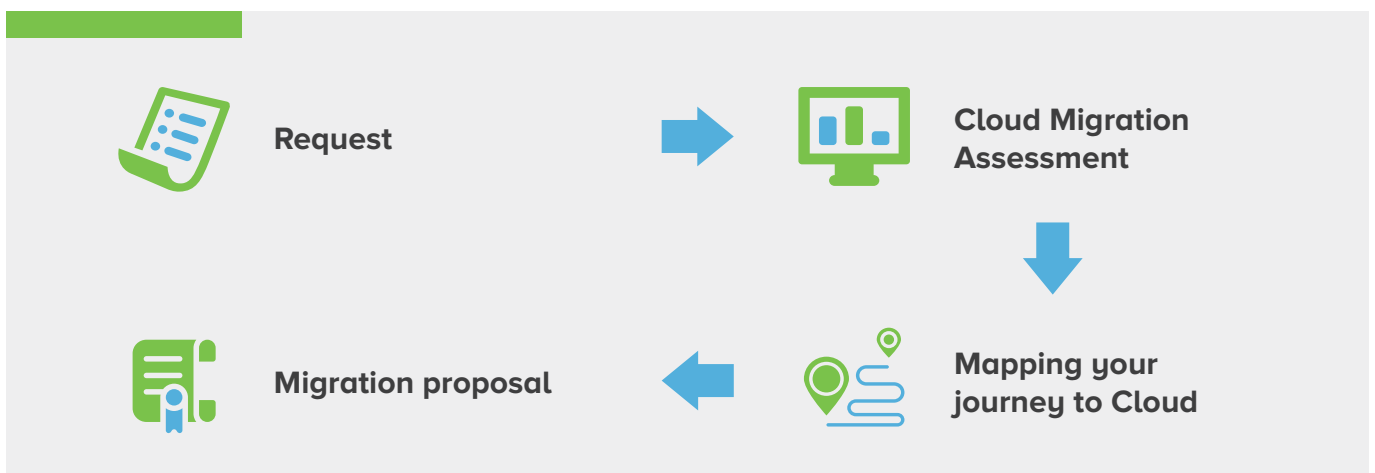 Request
Cloud Migration
Assessment
Mapping your
journey to Cloud
Migration proposal